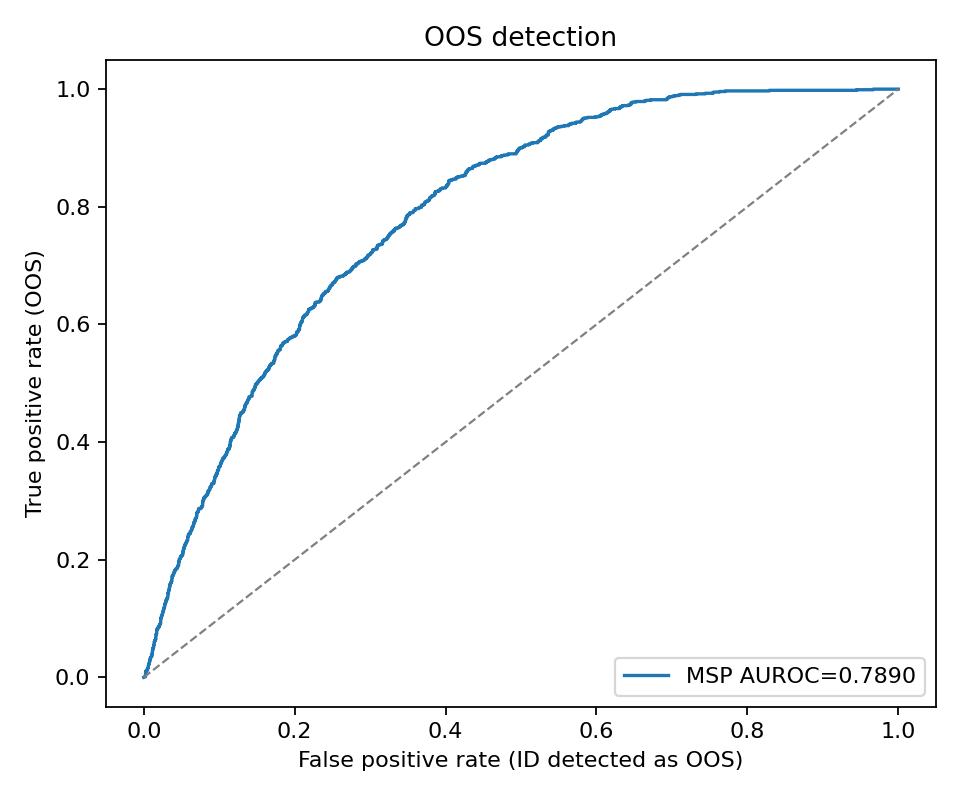 OOS detection
1.0
0.8
0.6
0.4
0.2
0.0
True positive rate (OOS)
MSP AUROC=0.7890
0.0 0.2 0.4 0.6 0.8 1.0
False positive rate (ID detected as OOS)